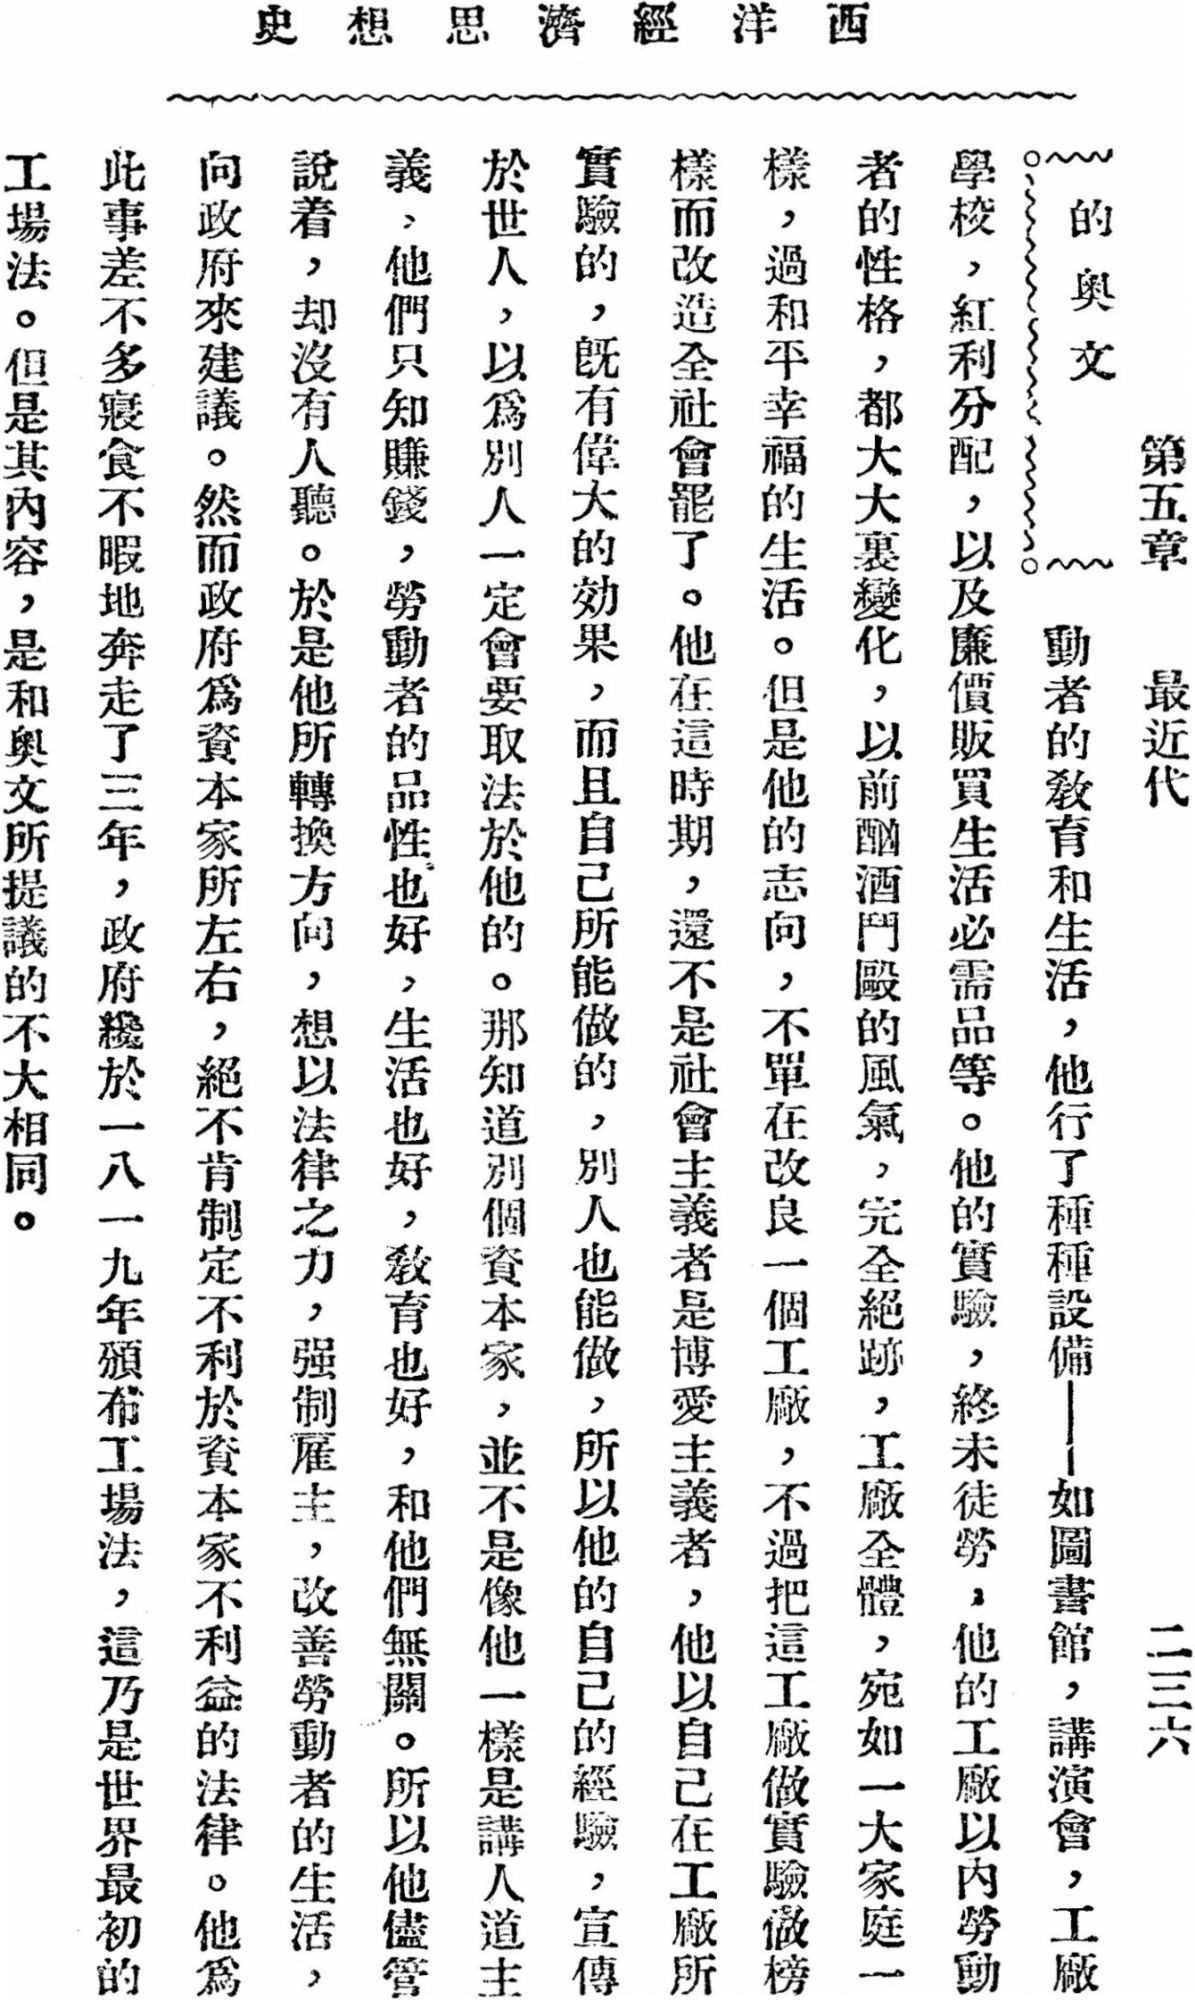 西洋經濟思想史
第五章　最近代　二三六
的奥文
動者的敎育和生活，他行了種種設備——如圖書館，講演會，工廠
學校，紅利分配，以及廉價販買生活必需品等。他的實驗，終未徒勞，他的工廠以內勞動
者的性格，都大大裏變化，以前酗酒鬥毆的風氣，完全絕跡，工廠全體，宛如一大家庭一
樣，過和平幸福的生活。但是他的志向，不單在改良一個工廠，不過把這工廠做實驗做榜
樣而改造全社會罷了。他在這時期，還不是社會主義者是博愛主義者，他以自己在工廠所
實驗的，旣有偉大的効果，而且自己所能做的，別人也能做，所以他的自己的經驗，宣傳
於世人，以爲別人一定會要取法於他的。那知道別個資本家，並不是像他一樣是講人道主
義，他們只知賺錢，勞動者的品性也好，生活也好，敎育也好，和他們無關。所以他儘管
說着，却沒有人聽。於是他所轉換方向，想以法律之力，强制雇主，改善勞動者的生活，
向政府來建議。然而政府爲資本家所左右，絕不肯制定不利於資本家不利益的法律。他爲
此事差不多寢食不暇地奔走了三年，政府纔於一八一九年頒布工場法，這乃是世界最初的
工場法。但是其內容，是和奥文所提議的不大相同。